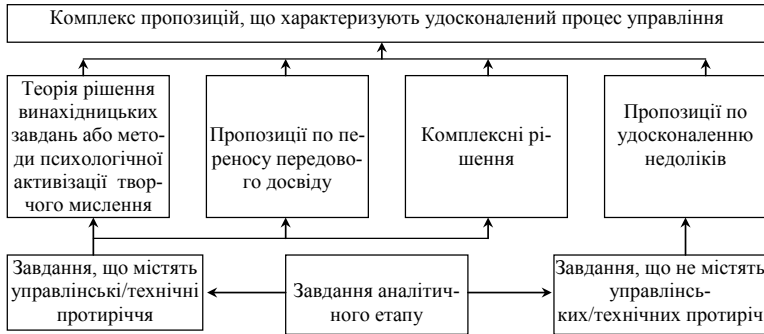 Комплекс пропозицій, що характеризують удосконалений процес управління
Теорія рішення
винахідницьких
завдань або мето-
ди психологічної
активізації твор-
чого мислення
Пропозиції по пе-
реносу передово-
го досвіду
Комплексні рі-
шення
Пропозиції по
удосконаленню
недоліків
Завдання, що містять
управлінські/технічні
протиріччя
Завдання аналітич-
ного етапу
Завдання, що не містять
управлінсь-
ких/технічних протиріч